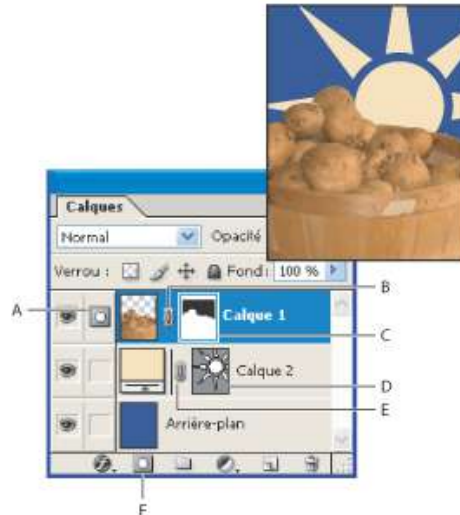 Calques
Normal Opacité
Verrou : Fond : 100 %
A
B
Calque 1
C
Calque 2
D
E
Arrière-plan
F